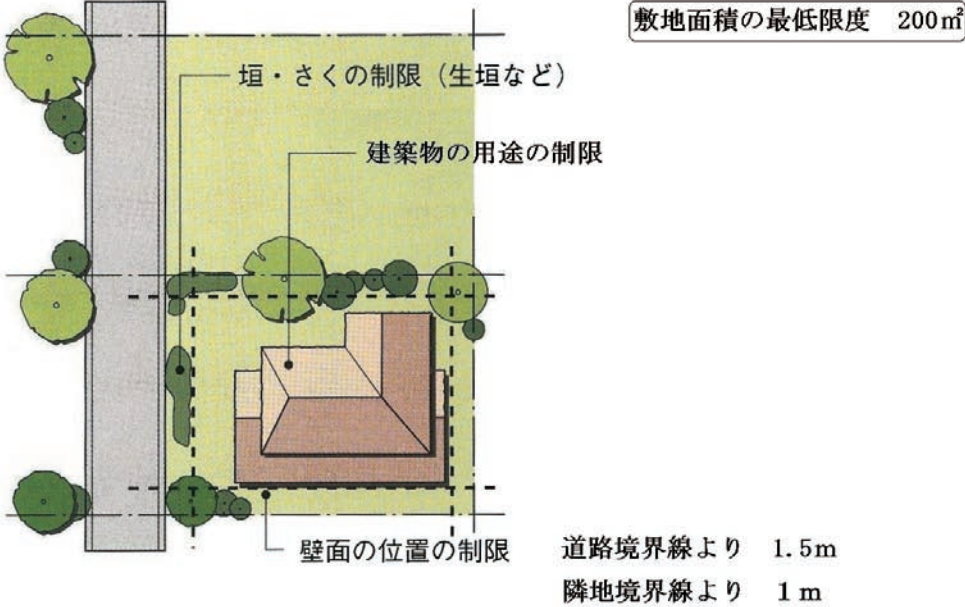 敷地面積の最低限度 200㎡
垣・さくの制限（生垣など）
建築物の用途の制限
壁面の位置の制限
道路境界線より 1.5m
隣地境界線より 1m